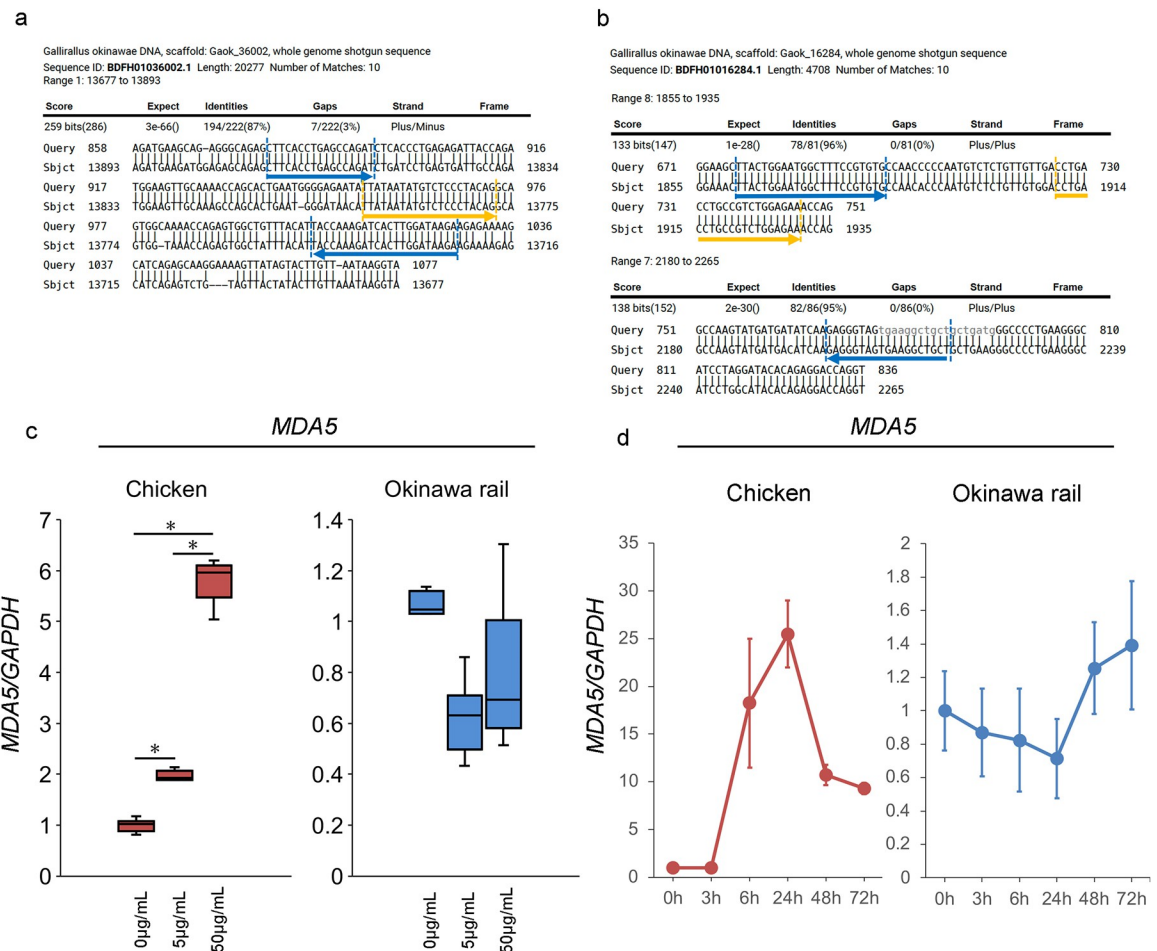 a
Gallirallus okinawae DNA, scaffold: Gaok_36002, whole genome shotgun sequence
Sequence ID: BDFH01036002.1 Length: 20277 Number of Matches: 10
Range 1: 13677 to 13893
Score Expect Identities Gaps Strand Frame
259 bits(286) 3e-66() 194/222(87%) 7/222(3%) Plus/Minus
Query 858 AGATGAAGCAG-AGGGCAGAGCTTCACCTGAGCCAGATCTCACCCTGAGAGATTACCAGA 916
Sbjct 13893 AGATGAAGATGGAGAGCAGAGCTTCACCTGAGCCAGATCTGATCCTGAGTGATTGCCAGA 13834
Query 917 TGGAAGTTGCAAAACCAGCACTGAATGGGGAGAATATTATAATATGTCTCCCTACAGGCA 976
Sbjct 13833 TGGAAGTTGCAAAGCCAGCACTGAAT-GGGATAACATTATAATATGTCTCCCTACAGGCA 13775
Query 977 GTGGCAAAACCAGAGTGGCTGTTTACATTACCAAAGATCACTTGGATAAGAAGAGAAAAG 1036
Sbjct 13774 GTGG-TAAACCAGAGTGGCTATTTACATTACCAAAGATCACTTGGATAAGAAGAAAAGAG 13716
Query 1037 CATCAGAGCAAGGAAAAGTTATAGTACTTGTT-AATAAGGTA 1077
Sbjct 13715 CATCAGAGTCTG---TAGTTACTATACTTGTTAAATAAGGTA 13677
b
Gallirallus okinawae DNA, scaffold: Gaok_16284, whole genome shotgun sequence
Sequence ID: BDFH01016284.1 Length: 4708 Number of Matches: 10
Range 8: 1855 to 1935
Score Expect Identities Gaps Strand Frame
133 bits(147) 1e-28() 78/81(96%) 0/81(0%) Plus/Plus
Query 671 GGAAGCTTACTGGAATGGCTTTCCGTGTGCCAACCCCCAATGTCTCTGTTGTTGACCTGA 730
Sbjct 1855 GGAAACTTACTGGAATGGCTTTCCGTGTGCCAACACCCAATGTCTCTGTTGTGGACCTGA 1914
Query 731 CCTGCCGTCTGGAGAAACCAG 751
Sbjct 1915 CCTGCCGTCTGGAGAAACCAG 1935
Range 7: 2180 to 2265
Score Expect Identities Gaps Strand Frame
138 bits(152) 2e-30() 82/86(95%) 0/86(0%) Plus/Plus
Query 751 GCCAAGTATGATGATATCAAGAGGGTAGtgaaggctgctgctgatgGGCCCCTGAAGGGC 810
Sbjct 2180 GCCAAGTATGATGACATCAAGAGGGTAGTGAAGGCTGCTGCTGAAGGGCCCCTGAAGGGC 2239
Query 811 ATCCTAGGATACACAGAGGACCAGGT 836
Sbjct 2240 ATCCTGGCATACACAGAGGACCAGGT 2265
c
MDA5
Chicken
Okinawa rail
MDA5/GAPDH
7
6
5
4
3
2
1
0
*
*
*
0µg/mL
5µg/mL
50µg/mL
1.4
1.2
1
0.8
0.6
0.4
0.2
0
0µg/mL
5µg/mL
50µg/mL
d
MDA5
Chicken
Okinawa rail
MDA5/GAPDH
35
30
25
20
15
10
5
0
0h 3h 6h 24h 48h 72h
2
1.8
1.6
1.4
1.2
1
0.8
0.6
0.4
0.2
0
0h 3h 6h 24h 48h 72h